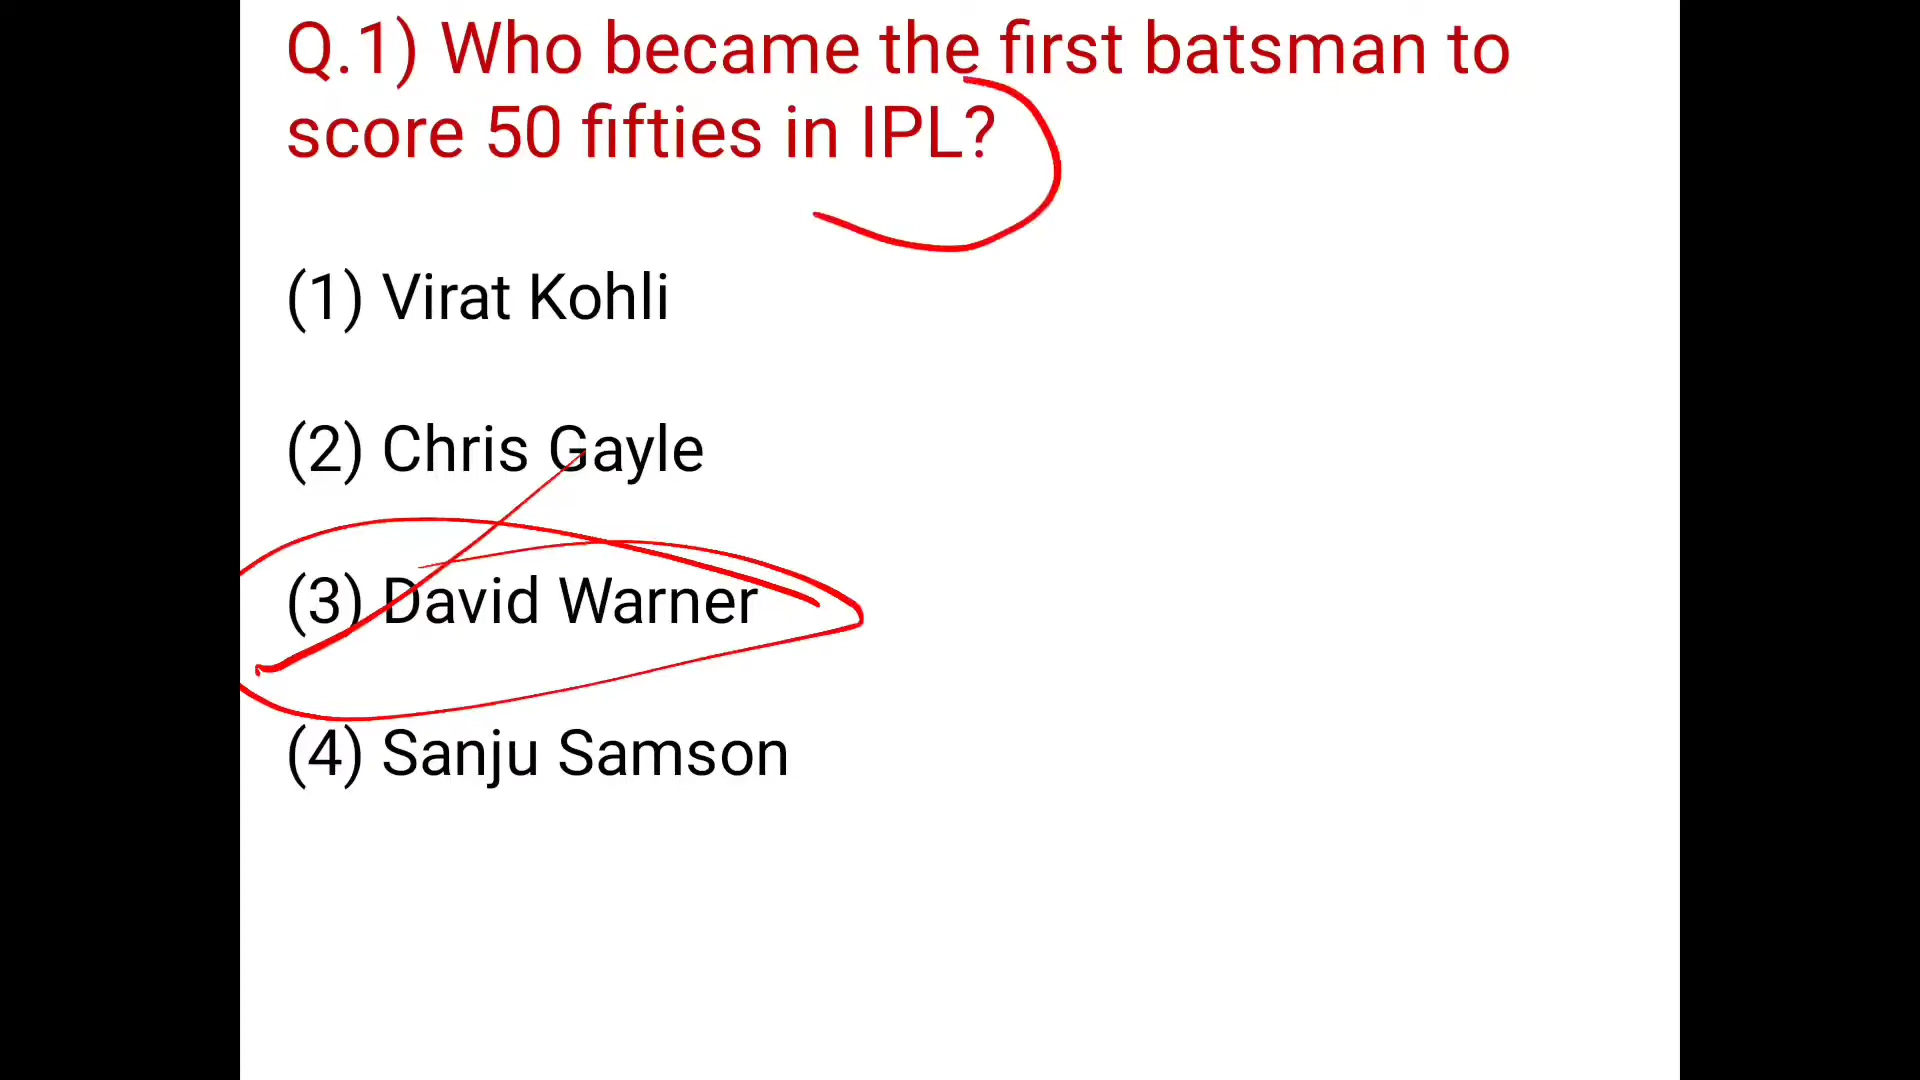 Q.1) Who became the first batsman to
score 50 fifties in IPL?
(1) Virat Kohli
(2) Chris Gayle
(3) David Warner
(4) Sanju Samson